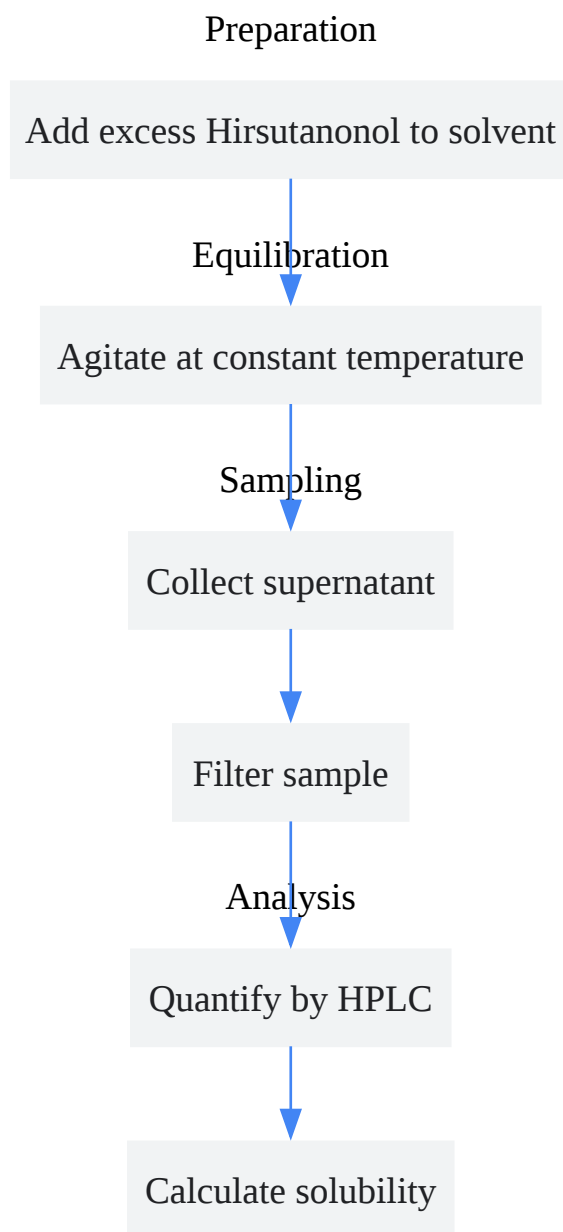 Preparation
Add excess Hirsutanonol to solvent
Equilibration
Agitate at constant temperature
Sampling
Collect supernatant
Filter sample
Analysis
Quantify by HPLC
Calculate solubility